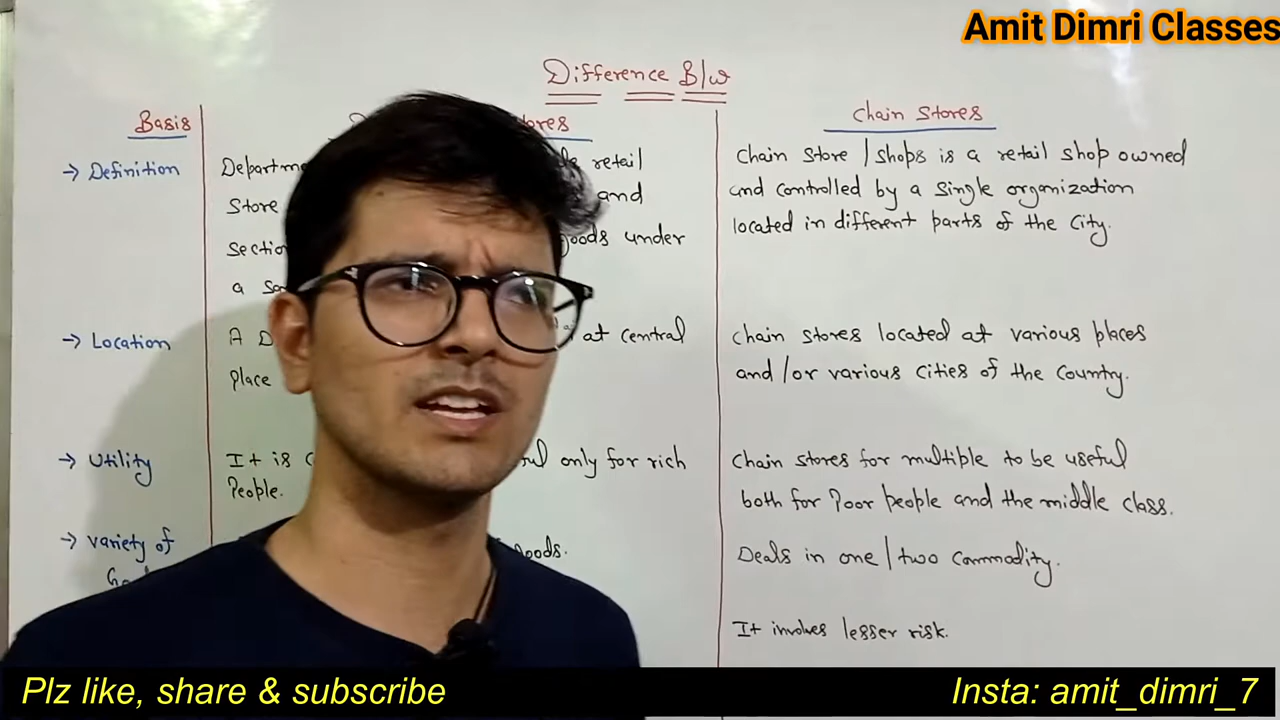 Amit Dimri Classes
Difference B/w
Basis
Chain Stores
→ Definition
retail
Store and
goods under
a
Chain Store / Shops is a retail shop owned
and controlled by a single organization
located in different parts of the City.
→ Location
A at central
Place
Chain stores located at various places
and /or various Cities of the Country.
→ Utility
It is only for rich
People.
Chain stores for multiple to be useful
both for Poor people and the middle class.
→ Variety of
goods.
Deals in one / two Commodity.
It involves lesser risk.
Plz like, share & subscribe
Insta: amit_dimri_7